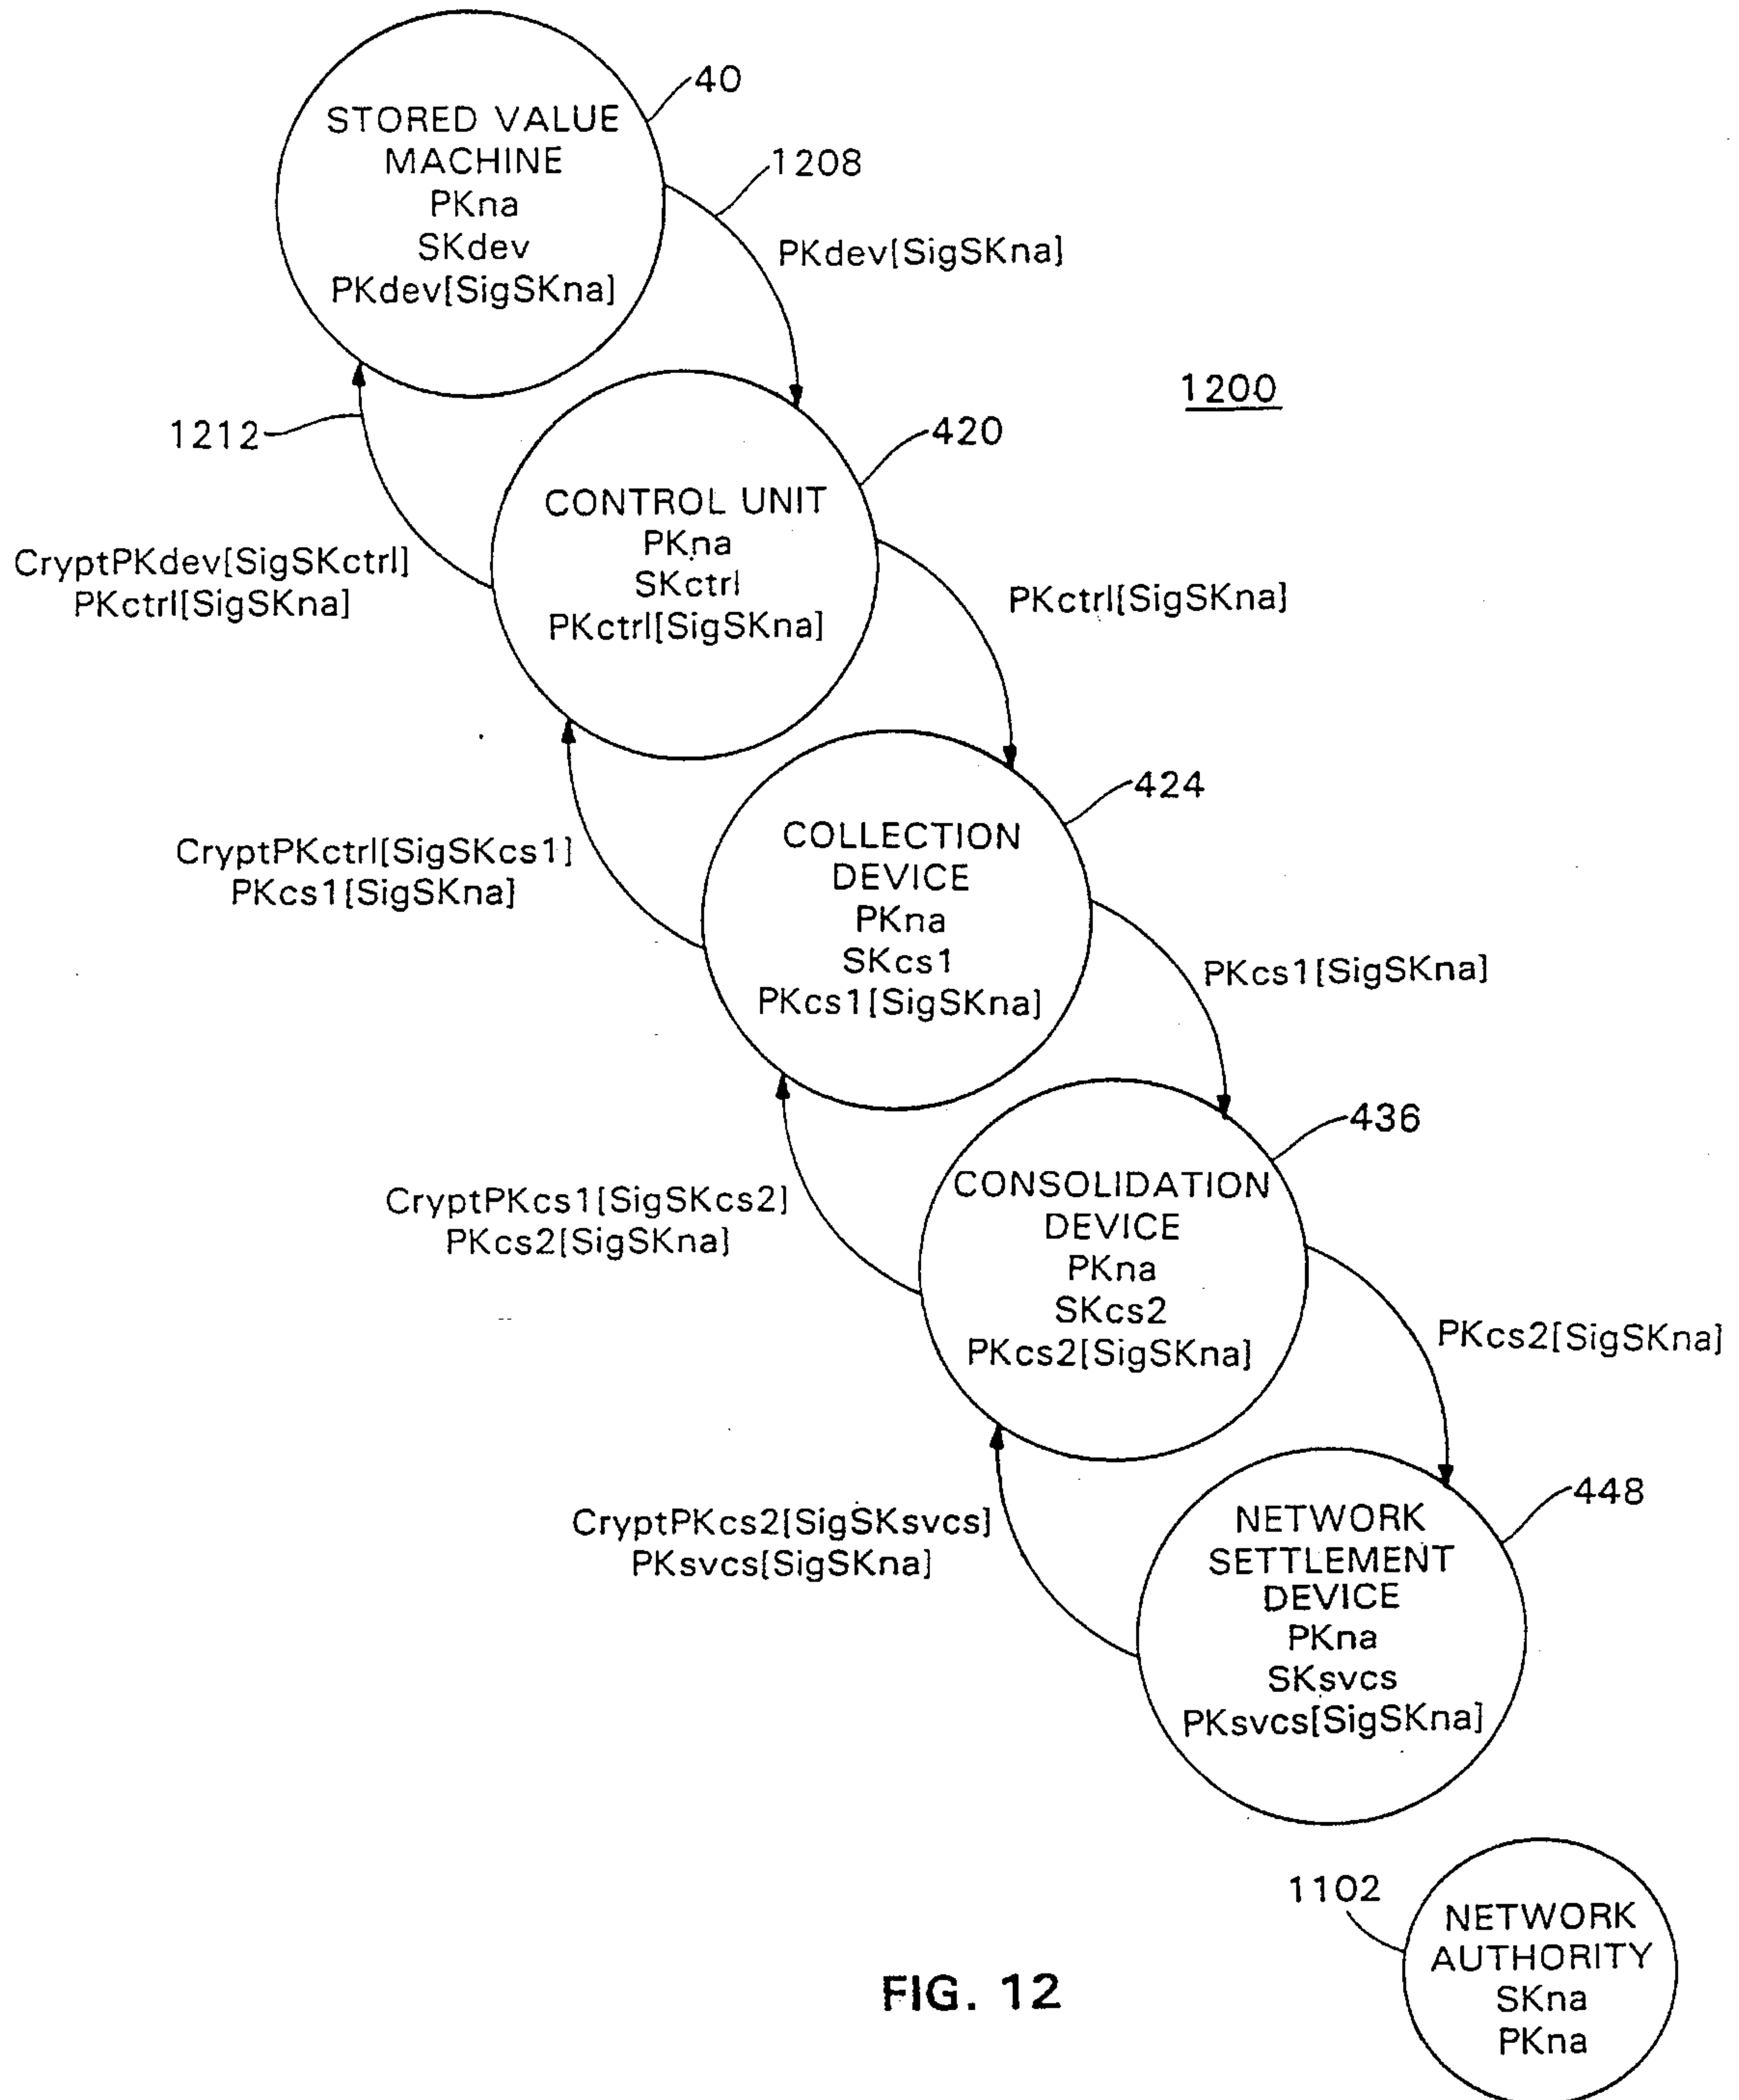 40
STORED VALUE
MACHINE
PKna
SKdev
PKdev[SigSKna]
1208
PKdev[SigSKna]
1200
1212
420
CONTROL UNIT
PKna
SKctrl
PKctrl[SigSKna]
CryptPKdev[SigSKctrl]
PKctrl[SigSKna]
PKctrl[SigSKna]
424
COLLECTION
DEVICE
PKna
SKcs1
PKcs1[SigSKna]
CryptPKctrl[SigSKcs1]
PKcs1[SigSKna]
PKcs1[SigSKna]
436
CONSOLIDATION
DEVICE
PKna
SKcs2
PKcs2[SigSKna]
CryptPKcs1[SigSKcs2]
PKcs2[SigSKna]
PKcs2[SigSKna]
448
NETWORK
SETTLEMENT
DEVICE
PKna
SKsvcs
PKsvcs[SigSKna]
CryptPKcs2[SigSKsvcs]
PKsvcs[SigSKna]
1102
NETWORK
AUTHORITY
SKna
PKna
FIG. 12